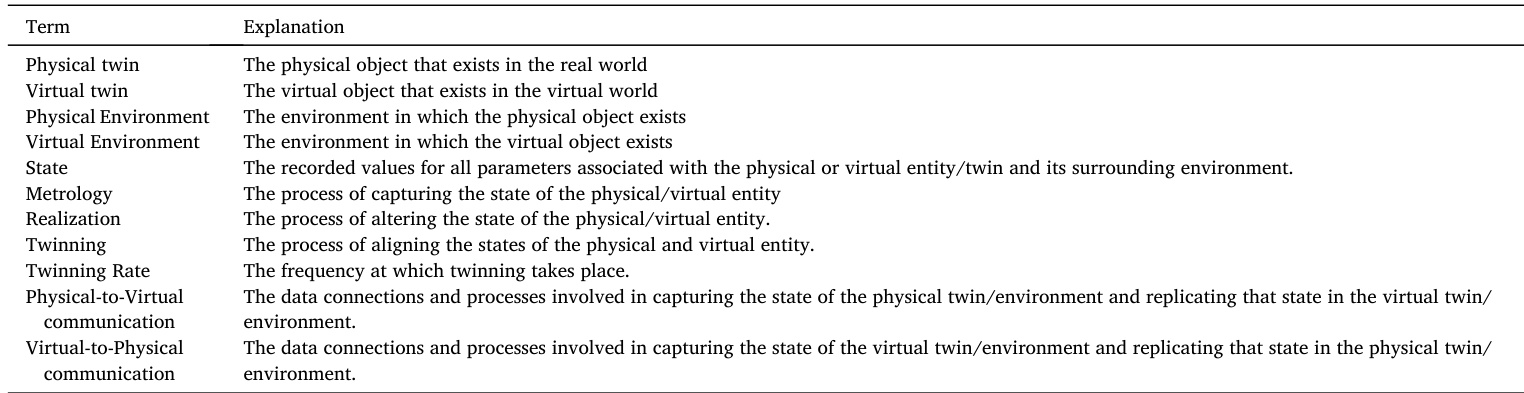 Term Explanation
Physical twin The physical object that exists in the real world
Virtual twin The virtual object that exists in the virtual world
Physical Environment The environment in which the physical object exists
Virtual Environment The environment in which the virtual object exists
State The recorded values for all parameters associated with the physical or virtual entity/twin and its surrounding environment.
Metrology The process of capturing the state of the physical/virtual entity
Realization The process of altering the state of the physical/virtual entity.
Twinning The process of aligning the states of the physical and virtual entity.
Twinning Rate The frequency at which twinning takes place.
Physical-to-Virtual The data connections and processes involved in capturing the state of the physical twin/environment and replicating that state in the virtual twin/
communication environment.
Virtual-to-Physical The data connections and processes involved in capturing the state of the virtual twin/environment and replicating that state in the physical twin/
communication environment.